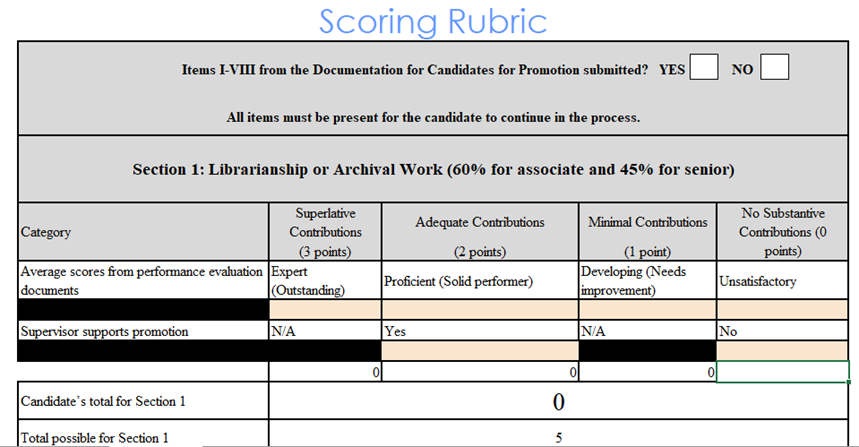 Scoring Rubric
Items I-VIII from the Documentation for Candidates for Promotion submitted? YES NO
All items must be present for the candidate to continue in the process.
Section 1: Librarianship or Archival Work (60% for associate and 45% for senior)
Category
Superlative
Contributions
(3 points)
Adequate Contributions
(2 points)
Minimal Contributions
(1 point)
No Substantive
Contributions (0
points)
Average scores from performance evaluation
documents
Expert
(Outstanding)
Proficient (Solid performer)
Developing (Needs
improvement)
Unsatisfactory
Supervisor supports promotion
N/A
Yes
N/A
No
0
0
0
Candidate’s total for Section 1
0
Total possible for Section 1
5